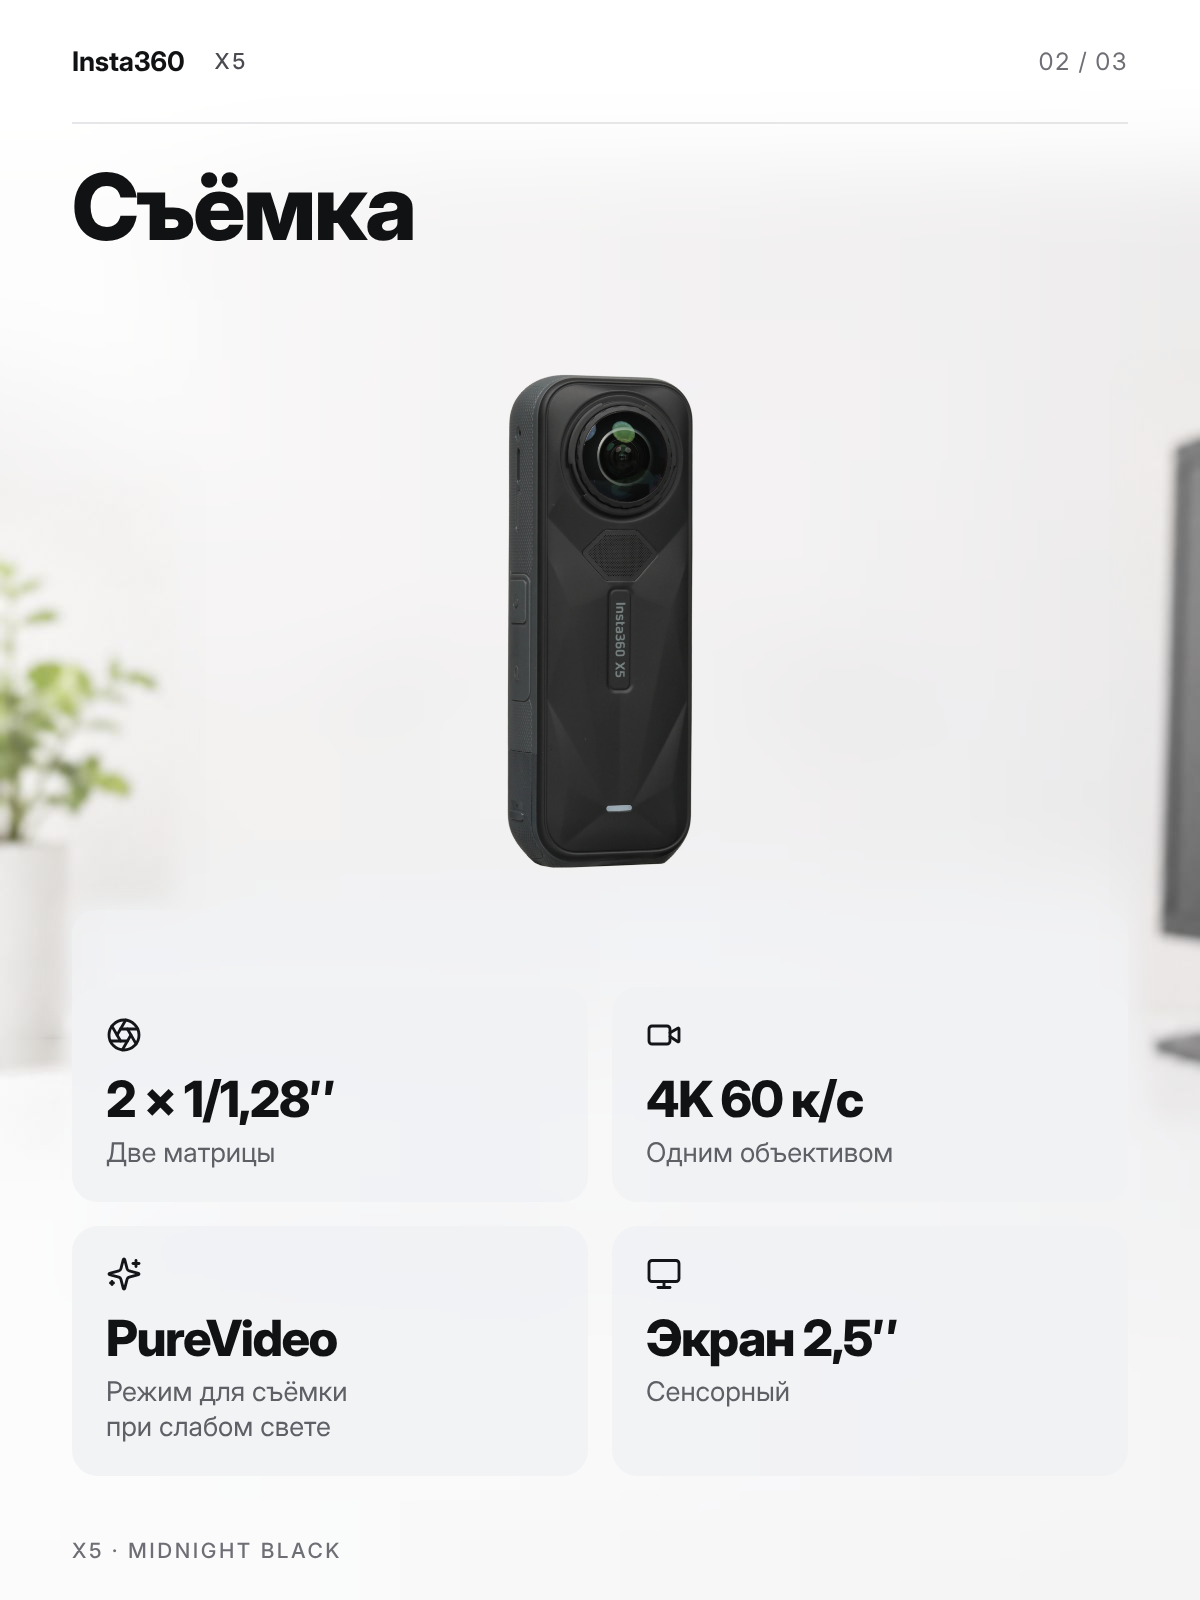 Insta360 X5
02 / 03
Съёмка
Insta360 X5
2 × 1/1,28″
Две матрицы
4K 60 к/с
Одним объективом
PureVideo
Режим для съёмки
при слабом свете
Экран 2,5″
Сенсорный
X5 · MIDNIGHT BLACK